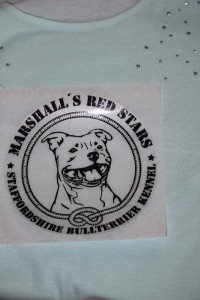 MARSHALL´S RED STARS
★ STAFFORDSHIRE BULLTERRIER KENNEL ★